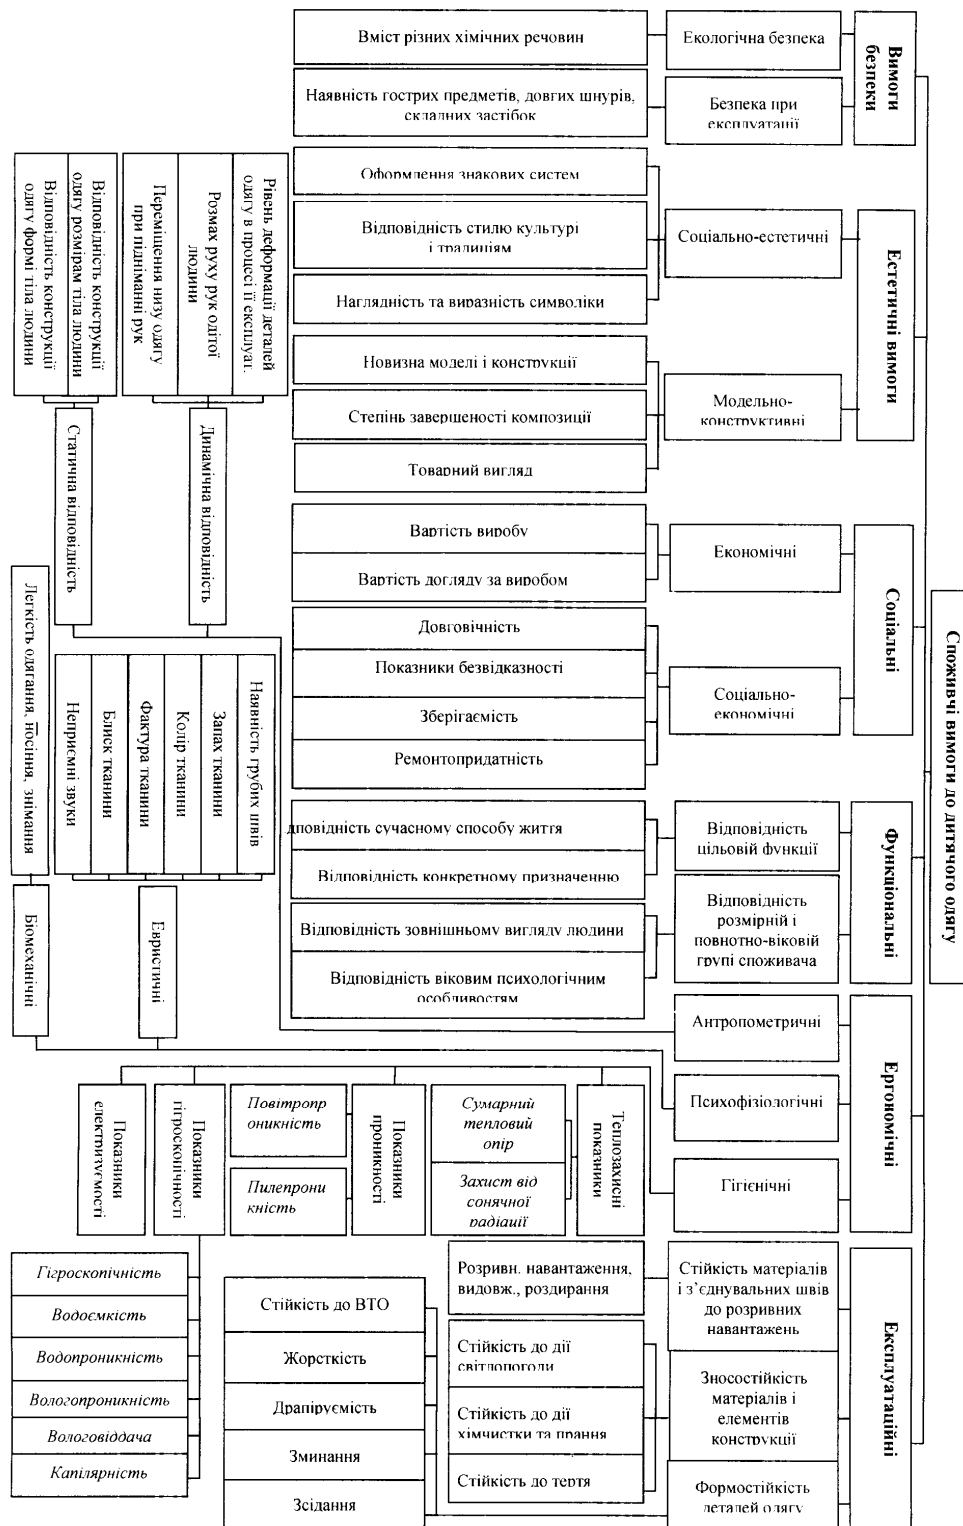 Споживчі вимоги до дитячого одягу
Вимоги
безпеки
Екологічна безпека
Вміст різних хімічних речовин
Безпека при
експлуатації
Наявність гострих предметів, довгих шнурів,
складних застібок
Естетичні вимоги
Соціально-естетичні
Оформлення знакових систем
Відповідність стилю культурі
і традиціям
Наглядність та виразність символіки
Модельно-
конструктивні
Новизна моделі і конструкції
Степінь завершеності композиції
Товарний вигляд
Соціальні
Економічні
Вартість виробу
Вартість догляду за виробом
Соціально-
економічні
Довговічність
Показники безвідказності
Зберігаємість
Ремонтопридатність
Функціональні
Відповідність
цільовій функції
дповідність сучасному способу життя
Відповідність конкретному призначенню
Відповідність
розмірній і
повнотно-віковій
групі споживача
Відповідність зовнішньому вигляду людини
Відповідність віковим психологічним
особливостям
Ергономічні
Антропометричні
Динамічна відповідність
Рівень деформації деталей
одягу в процесі її експлуат.
Розмах руху рук одітої
людини
Переміщення низу одягу
при підніманні рук
Статична відповідність
Відповідність конструкції
одягу розмірам тіла людини
Відповідність конструкції
одягу формі тіла людини
Психофізіологічні
Евристичні
Наявність грубих швів
Запах тканини
Колір тканини
Фактура тканини
Блиск тканини
Неприємні звуки
Біомеханічні
Легкість одягання, носіння, знімання
Гігієнічні
Теплозахисні
показники
Сумарний
тепловий
опір
Захист від
сонячної
радіації
Показники
проникності
Повітропр
оникність
Пилепрони
кність
Показники
гігроскопічності
Гігроскопічність
Водоємкість
Водопроникність
Вологопроникність
Вологовіддача
Капілярність
Показники
електризуємості
Експлуатаційні
Стійкість матеріалів
і з’єднувальних швів
до розривних
навантажень
Розривн. навантаження,
видовж., роздирання
Зносостійкість
матеріалів і
елементів
конструкції
Стійкість до дії
світлопогоди
Стійкість до дії
хімчистки та прання
Стійкість до тертя
Формостійкість
деталей одягу
Стійкість до ВТО
Жорсткість
Драпіруємість
Зминання
Зсідання